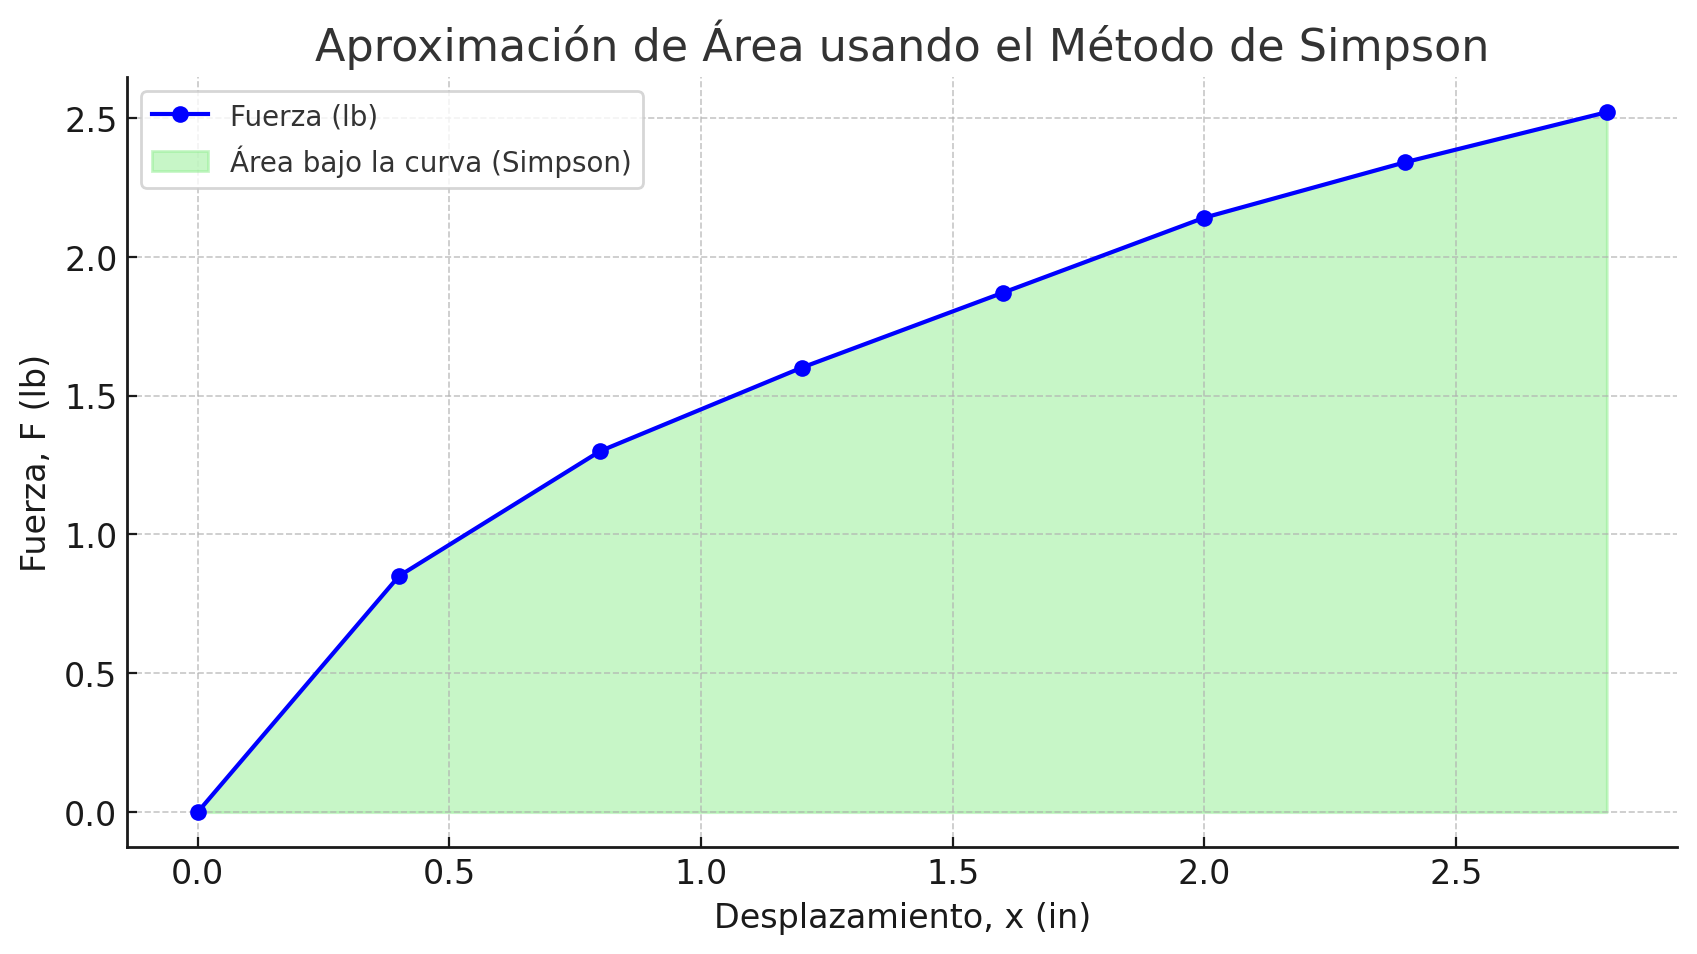 Aproximación de Área usando el Método de Simpson
Fuerza (lb)
Área bajo la curva (Simpson)
Fuerza, F (lb)
2.5
2.0
1.5
1.0
0.5
0.0
0.0 0.5 1.0 1.5 2.0 2.5
Desplazamiento, x (in)